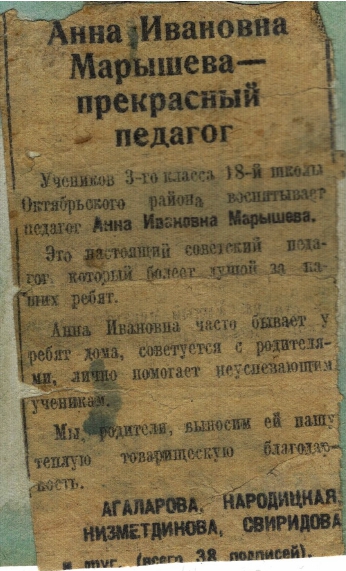 Анна Ивановна
Марышева—
прекрасный
педагог
Учеников 3-го класса 18-й школы
Октябрьского района воспитывает
педагог Анна Ивановна Марышева.
Это настоящий советский педа-
гог, который болеет душой за на-
ших ребят.
Анна Ивановна часто бывает у
ребят дома, советуется с родителя-
ми, лично помогает неуспевающим
ученикам.
Мы, родители, выносим ей нашу
теплую товарищескую благодар-
ность.
АГАЛАРОВА, НАРОДИЦКАЯ,
НИЗМЕТДИНОВА, СВИРИДОВА
и друг. (всего 38 подписей).